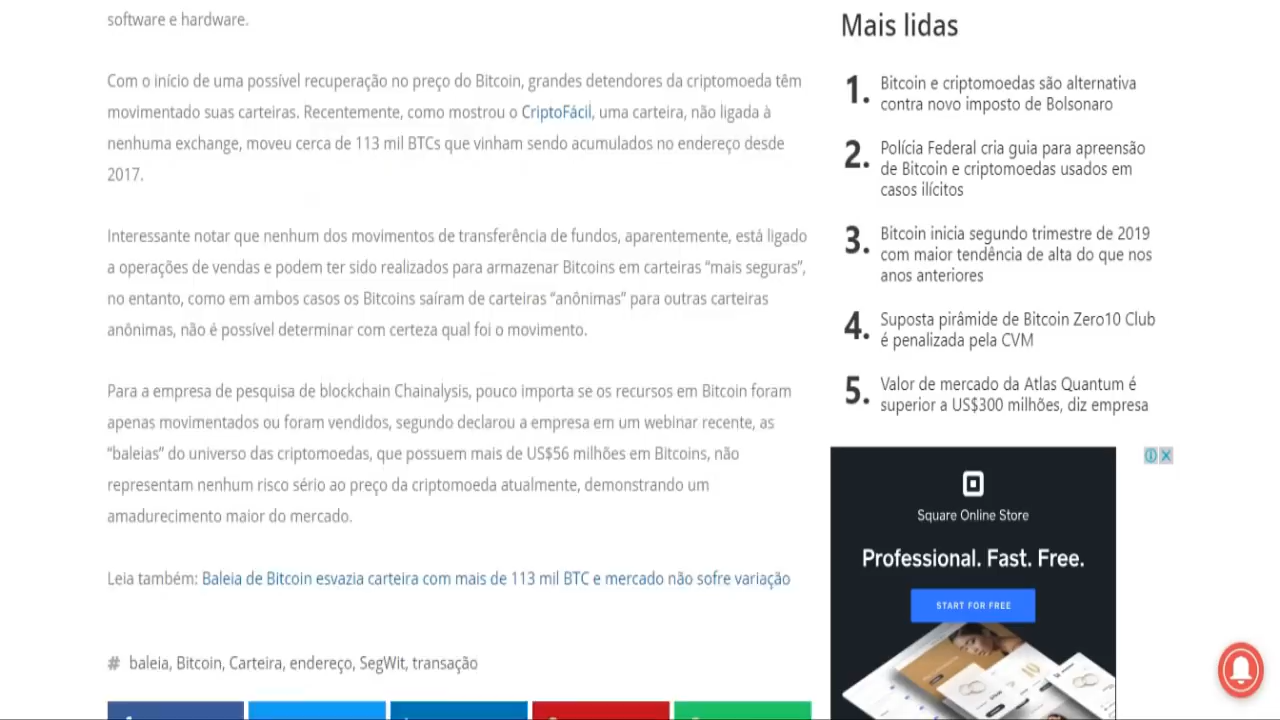 software e hardware.
Com o início de uma possível recuperação no preço do Bitcoin, grandes detendores da criptomoeda têm
movimentado suas carteiras. Recentemente, como mostrou o CriptoFácil, uma carteira, não ligada à
nenhuma exchange, moveu cerca de 113 mil BTCs que vinham sendo acumulados no endereço desde
2017.
Interessante notar que nenhum dos movimentos de transferência de fundos, aparentemente, está ligado
a operações de vendas e podem ter sido realizados para armazenar Bitcoins em carteiras “mais seguras”,
no entanto, como em ambos casos os Bitcoins saíram de carteiras “anônimas” para outras carteiras
anônimas, não é possível determinar com certeza qual foi o movimento.
Para a empresa de pesquisa de blockchain Chainalysis, pouco importa se os recursos em Bitcoin foram
apenas movimentados ou foram vendidos, segundo declarou a empresa em um webinar recente, as
“baleias” do universo das criptomoedas, que possuem mais de US$56 milhões em Bitcoins, não
representam nenhum risco sério ao preço da criptomoeda atualmente, demonstrando um
amadurecimento maior do mercado.
Leia também: Baleia de Bitcoin esvazia carteira com mais de 113 mil BTC e mercado não sofre variação
# baleia, Bitcoin, Carteira, endereço, SegWit, transação
Mais lidas
1. Bitcoin e criptomoedas são alternativa
contra novo imposto de Bolsonaro
2. Polícia Federal cria guia para apreensão
de Bitcoin e criptomoedas usados em
casos ilícitos
3. Bitcoin inicia segundo trimestre de 2019
com maior tendência de alta do que nos
anos anteriores
4. Suposta pirâmide de Bitcoin Zero10 Club
é penalizada pela CVM
5. Valor de mercado da Atlas Quantum é
superior a US$300 milhões, diz empresa
Square Online Store
Professional. Fast. Free.
START FOR FREE